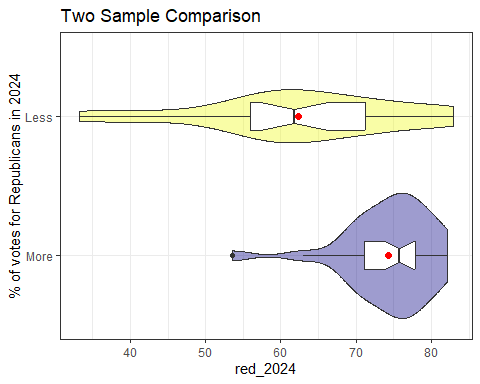 Two Sample Comparison
% of votes for Republicans in 2024
Less
More
40 50 60 70 80
red_2024